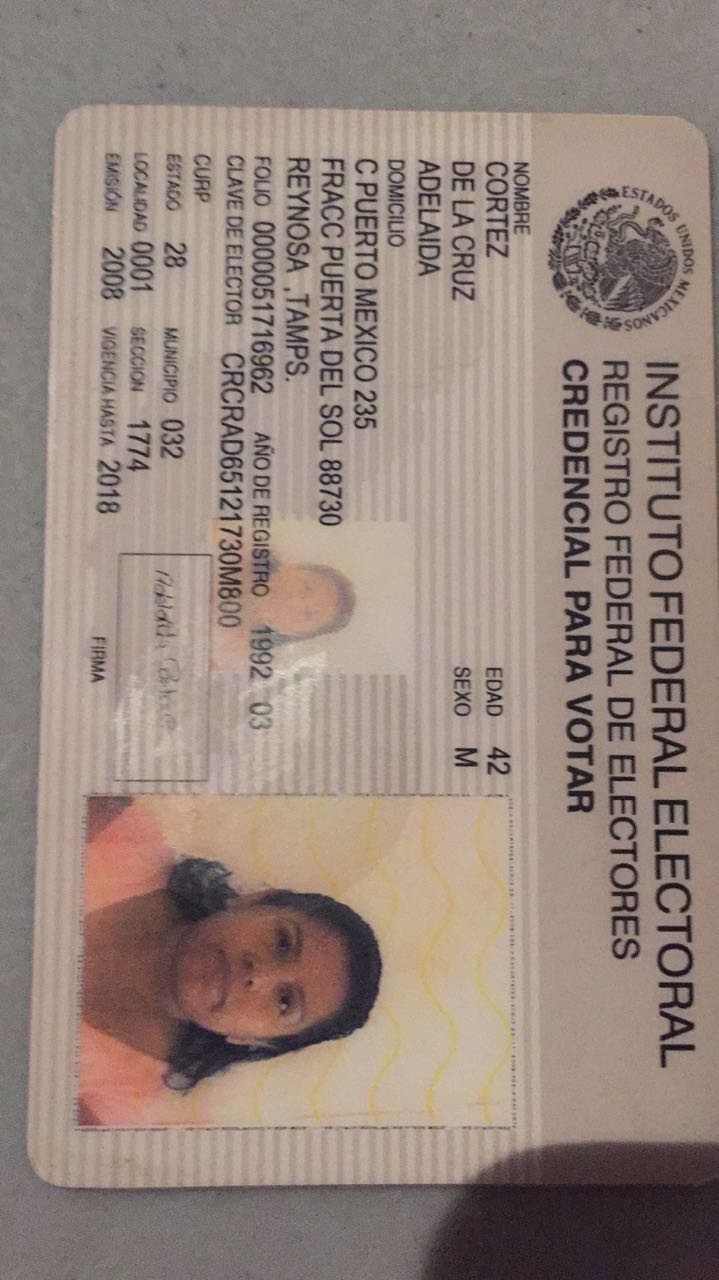 ESTADOS UNIDOS MEXICANOS
INSTITUTO FEDERAL ELECTORAL
REGISTRO FEDERAL DE ELECTORES
CREDENCIAL PARA VOTAR
NOMBRE
CORTEZ
DE LA CRUZ
ADELAIDA
EDAD 42
SEXO M
DOMICILIO
C PUERTO MEXICO 235
FRACC PUERTA DEL SOL 88730
REYNOSA ,TAMPS.
FOLIO 0000051716962 AÑO DE REGISTRO 1992 03
CLAVE DE ELECTOR CRCRAD65121730M800
CURP
ESTADO 28 MUNICIPIO 032
LOCALIDAD 0001 SECCION 1774
EMISIÓN 2008 VIGENCIA HASTA 2018
FIRMA